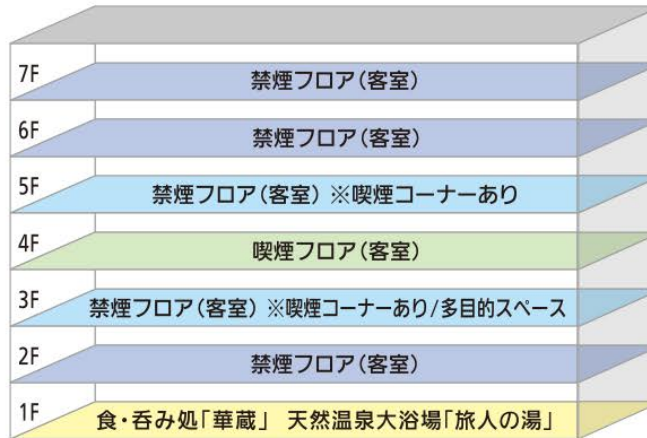 7F 禁煙フロア(客室)
6F 禁煙フロア(客室)
5F 禁煙フロア(客室) ※喫煙コーナーあり
4F 喫煙フロア(客室)
3F 禁煙フロア(客室) ※喫煙コーナーあり/多目的スペース
2F 禁煙フロア(客室)
1F 食・呑み処「華蔵」 天然温泉大浴場「旅人の湯」